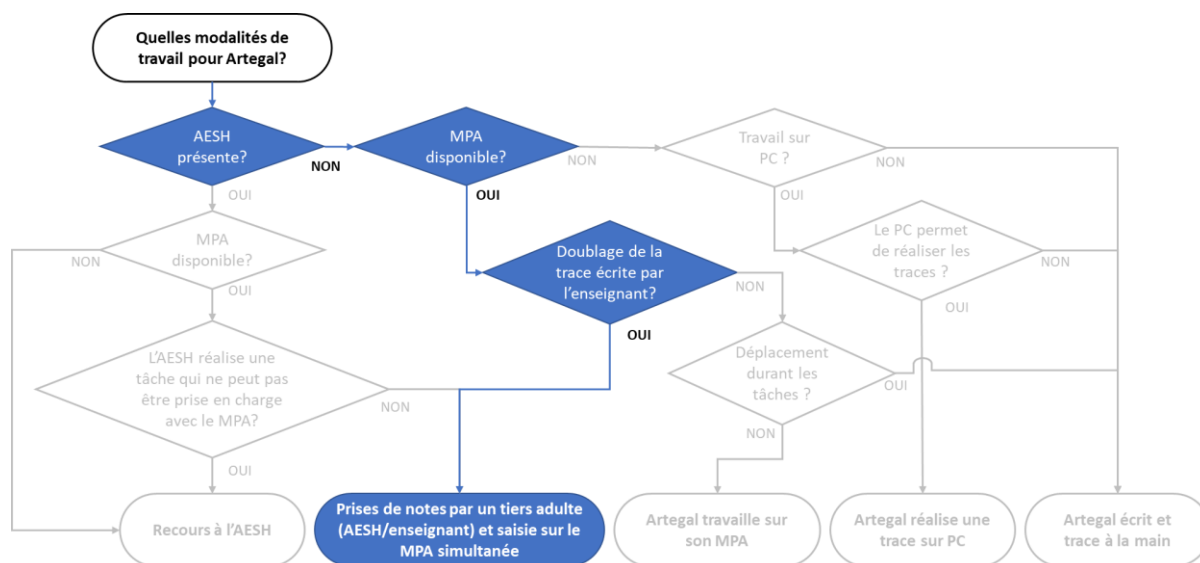 Quelles modalités de
travail pour Artegal?
AESH
présente?
NON
MPA
disponible?
NON
Travail sur
PC ?
NON
OUI
OUI
OUI
MPA
disponible?
NON
OUI
Doublage de la
trace écrite par
l'enseignant?
NON
OUI
Le PC permet
de réaliser les
traces ?
NON
OUI
L'AESH réalise une
tâche qui ne peut pas
être prise en charge
avec le MPA?
NON
OUI
Déplacement
durant les
tâches ?
OUI
NON
Recours à l'AESH
Prises de notes par un tiers adulte
(AESH/enseignant) et saisie sur le
MPA simultanée
Artegal travaille sur
son MPA
Artegal réalise une
trace sur PC
Artegal écrit et
trace à la main